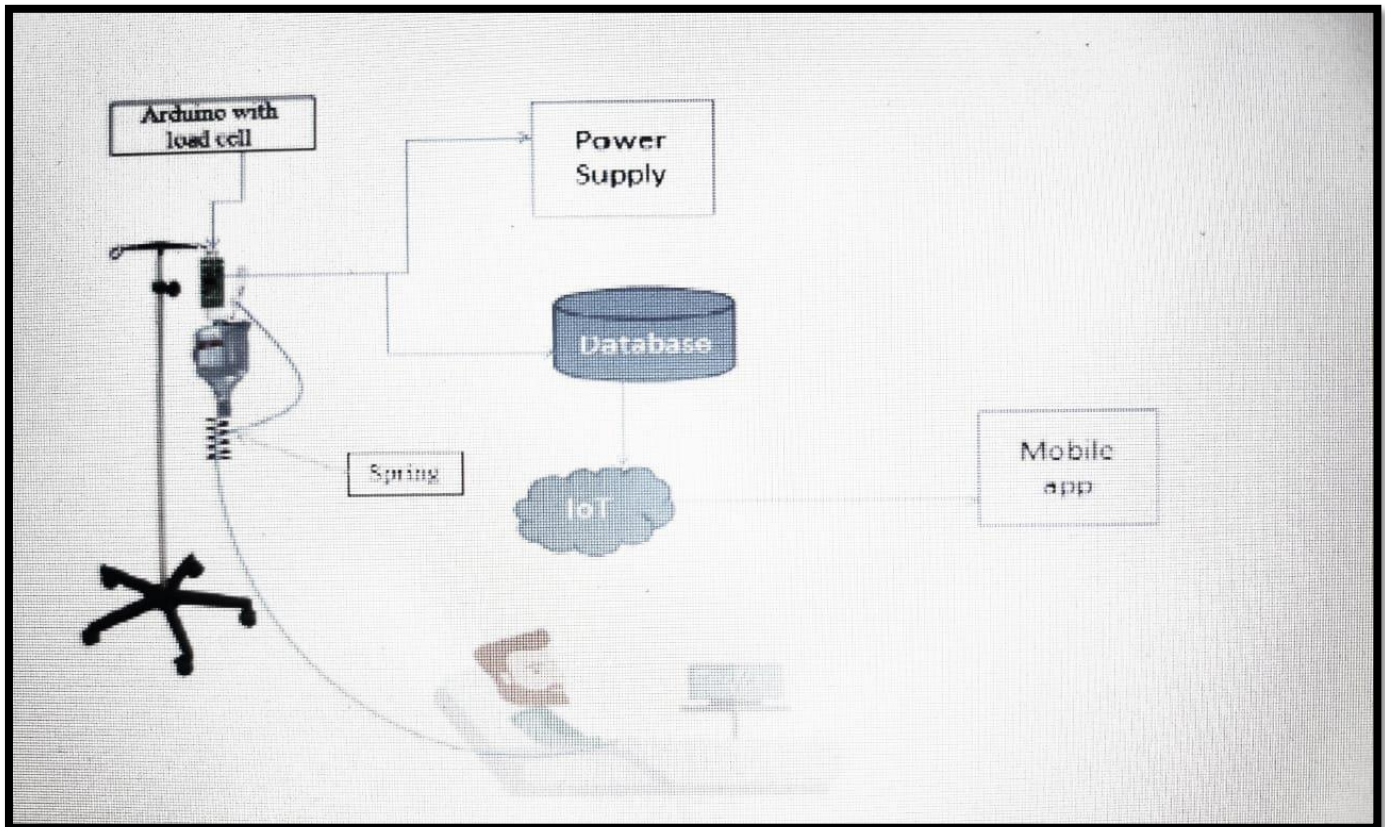 Arduino with
load cell
Power
Supply
Database
Spring
IoT
Mobile
app